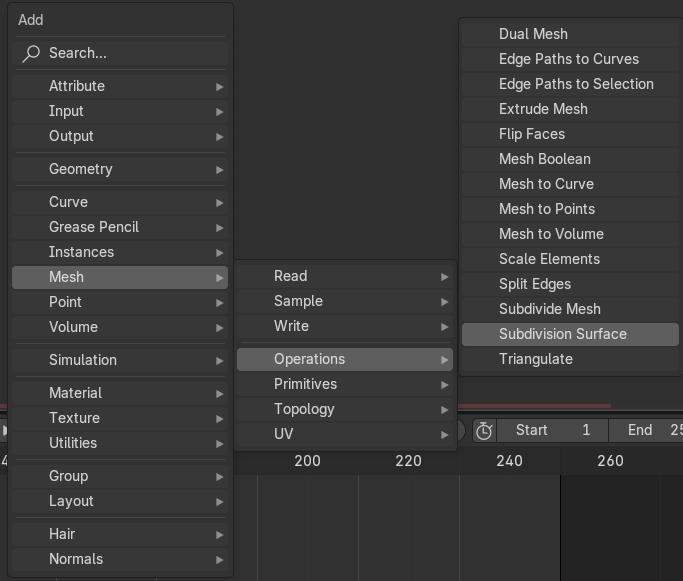 Add
Search...
Attribute
Input
Output
Geometry
Curve
Grease Pencil
Instances
Mesh
Point
Volume
Simulation
Material
Texture
Utilities
Group
Layout
Hair
Normals
Read
Sample
Write
Operations
Primitives
Topology
UV
Dual Mesh
Edge Paths to Curves
Edge Paths to Selection
Extrude Mesh
Flip Faces
Mesh Boolean
Mesh to Curve
Mesh to Points
Mesh to Volume
Scale Elements
Split Edges
Subdivide Mesh
Subdivision Surface
Triangulate
Start 1 End
200 220 240 260